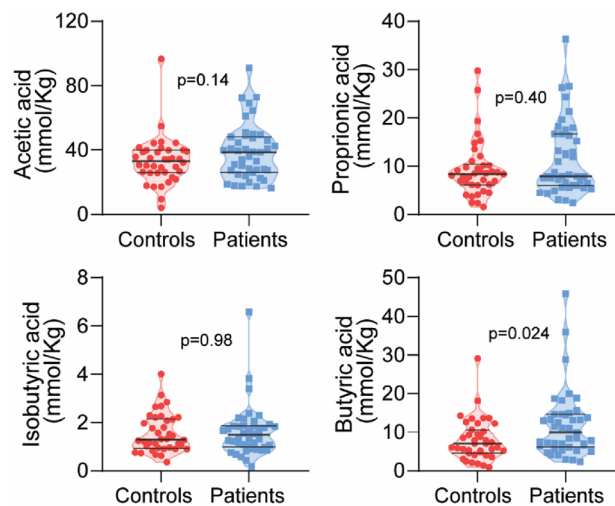 Acetic acid
(mmol/Kg)
120
80
40
0
p=0.14
Controls Patients
Proprionic acid
(mmol/Kg)
40
30
20
10
0
p=0.40
Controls Patients
Isobutyric acid
(mmol/Kg)
8
6
4
2
0
p=0.98
Controls Patients
Butyric acid
(mmol/Kg)
50
40
30
20
10
0
p=0.024
Controls Patients